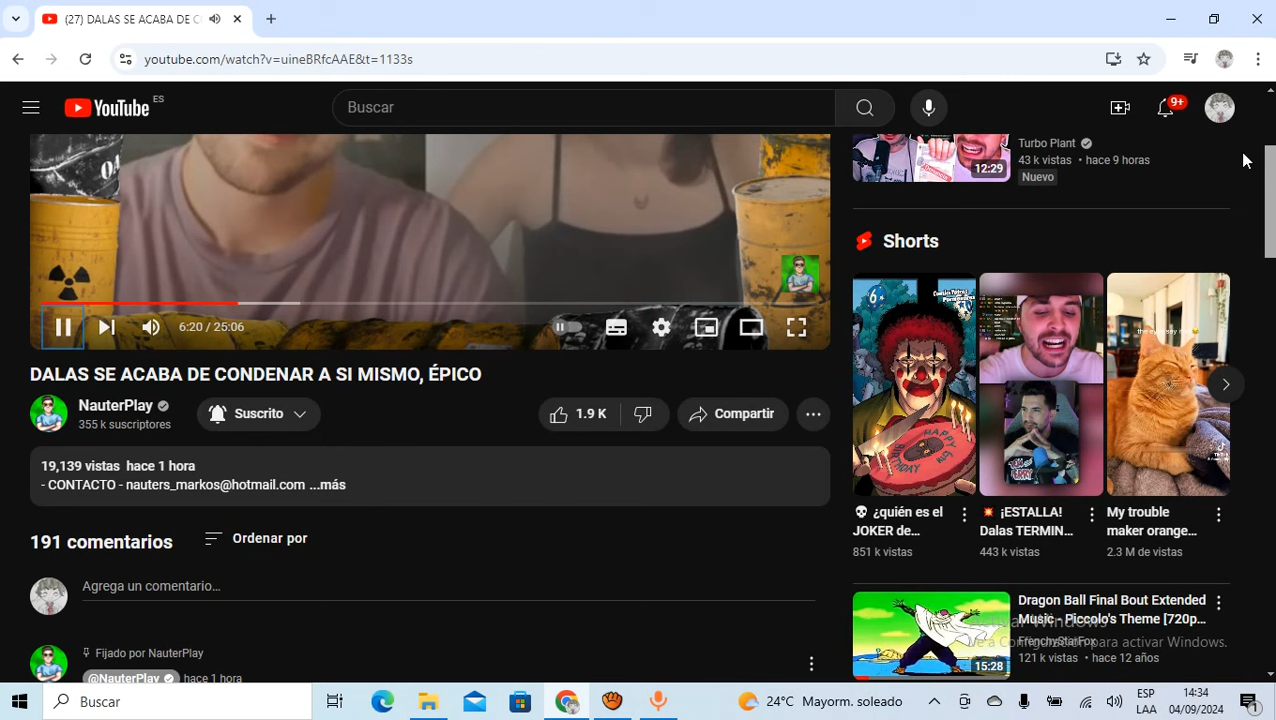 (27) DALAS SE ACABA DE C
youtube.com/watch?v=uineBRfcAAE&t=1133s
YouTube ES
Buscar
9+
Turbo Plant
43 k vistas • hace 9 horas
12:29
Nuevo
Shorts
6:20 / 25:06
DALAS SE ACABA DE CONDENAR A SI MISMO, ÉPICO
NauterPlay
355 k suscriptores
Suscrito
1.9 K
Compartir
19,139 vistas hace 1 hora
- CONTACTO - nauters_markos@hotmail.com ...más
HAPPY
BIRTHDAY
💀 ¿quién es el JOKER de…
851 k vistas
💥 ¡ESTALLA! Dalas TERMIN…
443 k vistas
My trouble maker orange…
2.3 M de vistas
191 comentarios
Ordenar por
Agrega un comentario…
Dragon Ball Final Bout Extended
Music - Piccolo's Theme [720p…
FrenchyStarFox
121 k vistas • hace 12 años
15:28
Activar Windows
Ve a Configuración para activar Windows.
Fijado por NauterPlay
@NauterPlay hace 1 hora
Buscar
24°C Mayorm. soleado
ESP
LAA
14:34
04/09/2024
1